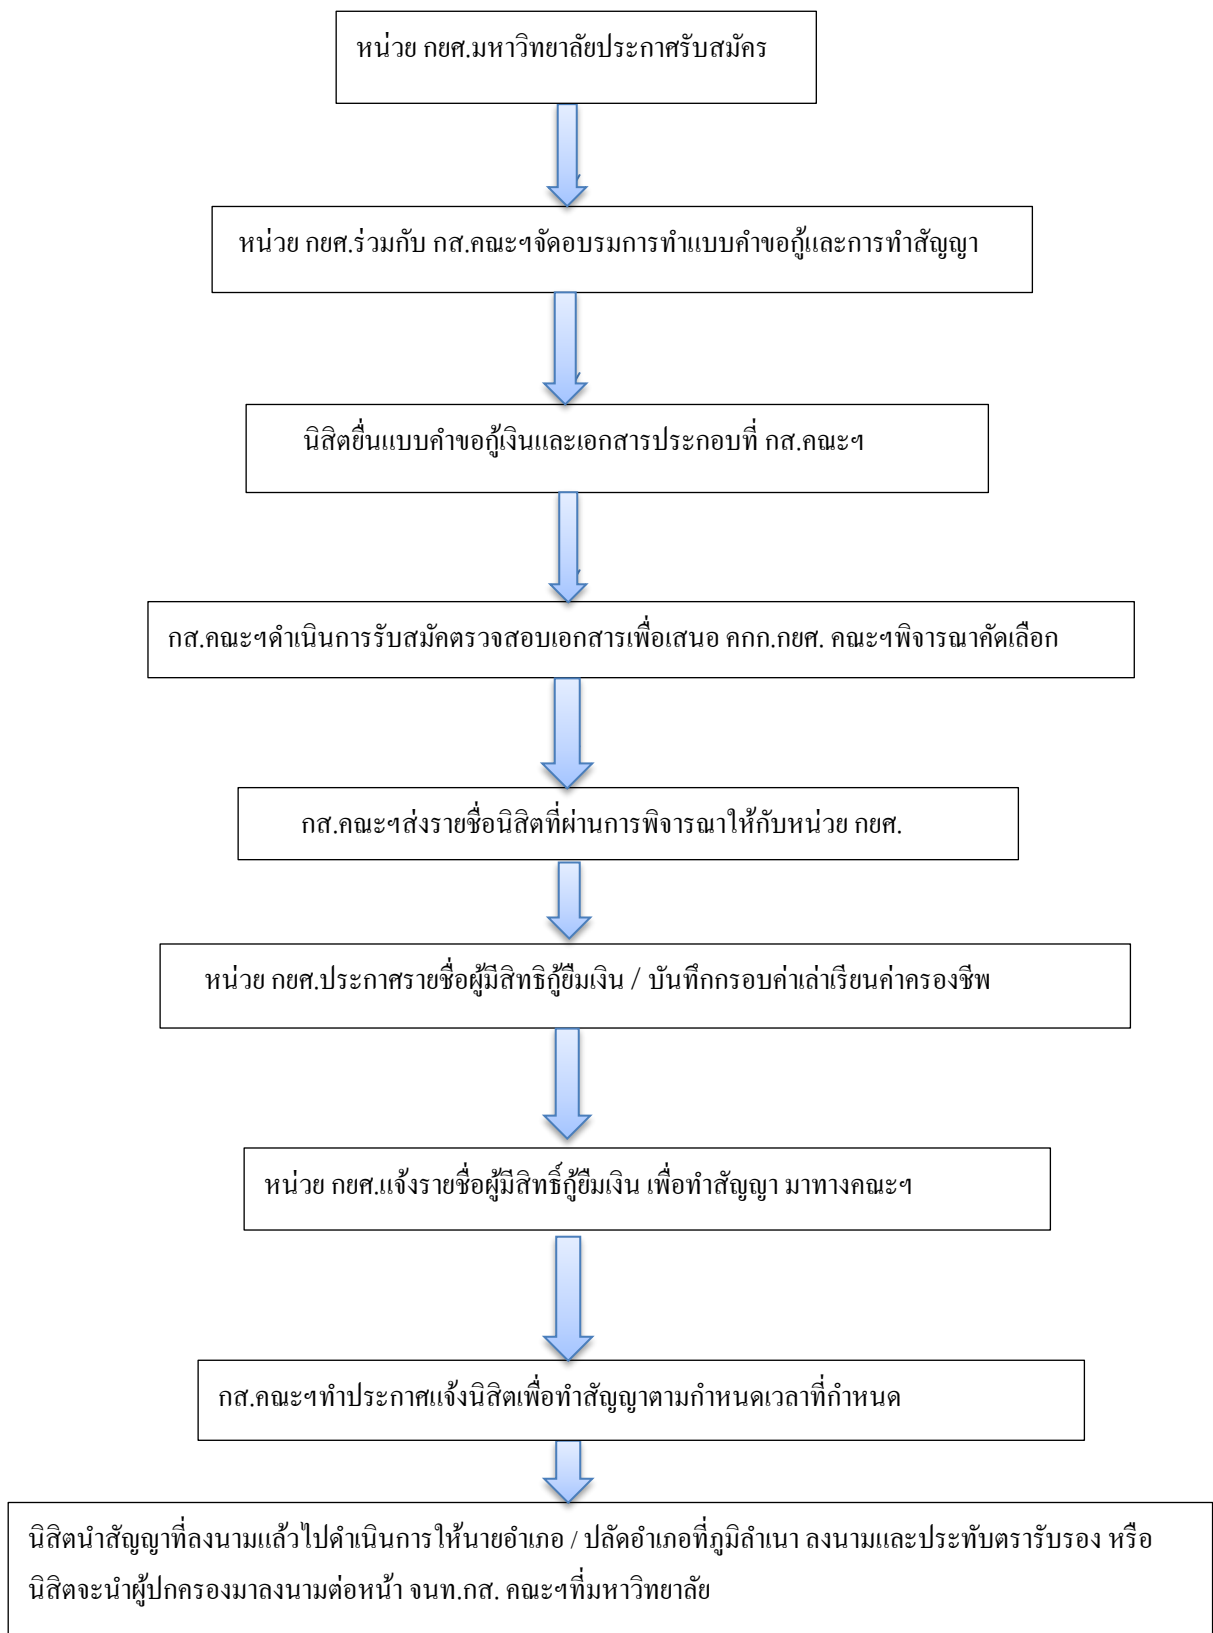 หน่วย กยศ.มหาวิทยาลัยประกาศรับสมัคร
หน่วย กยศ.ร่วมกับ กส.คณะฯจัดอบรมการทำแบบคำขอกู้และการทำสัญญา
นิสิตยื่นแบบคำขอกู้เงินและเอกสารประกอบที่ กส.คณะฯ
กส.คณะฯดำเนินการรับสมัคตรวจสอบเอกสารเพื่อเสนอ คกก.กยศ. คณะฯพิจารณาคัดเลือก
กส.คณะฯส่งรายชื่อนิสิตที่ผ่านการพิจารณาให้กับหน่วย กยศ.
หน่วย กยศ.ประกาศรายชื่อผู้มีสิทธิกู้ยืมเงิน / บันทึกกรอบค่าเล่าเรียนค่าครองชีพ
หน่วย กยศ.แจ้งรายชื่อผู้มีสิทธิ์กู้ยืมเงิน เพื่อทำสัญญา มาทางคณะฯ
กส.คณะฯทำประกาศแจ้งนิสิตเพื่อทำสัญญาตามกำหนดเวลาที่กำหนด
นิสิตนำสัญญาที่ลงนามแล้วไปดำเนินการให้นายอำเภอ / ปลัดอำเภอที่ภูมิลำเนา ลงนามและประทับตรารับรอง หรือ
นิสิตจะนำผู้ปกครองมาลงนามต่อหน้า จนท.กส. คณะฯที่มหาวิทยาลัย